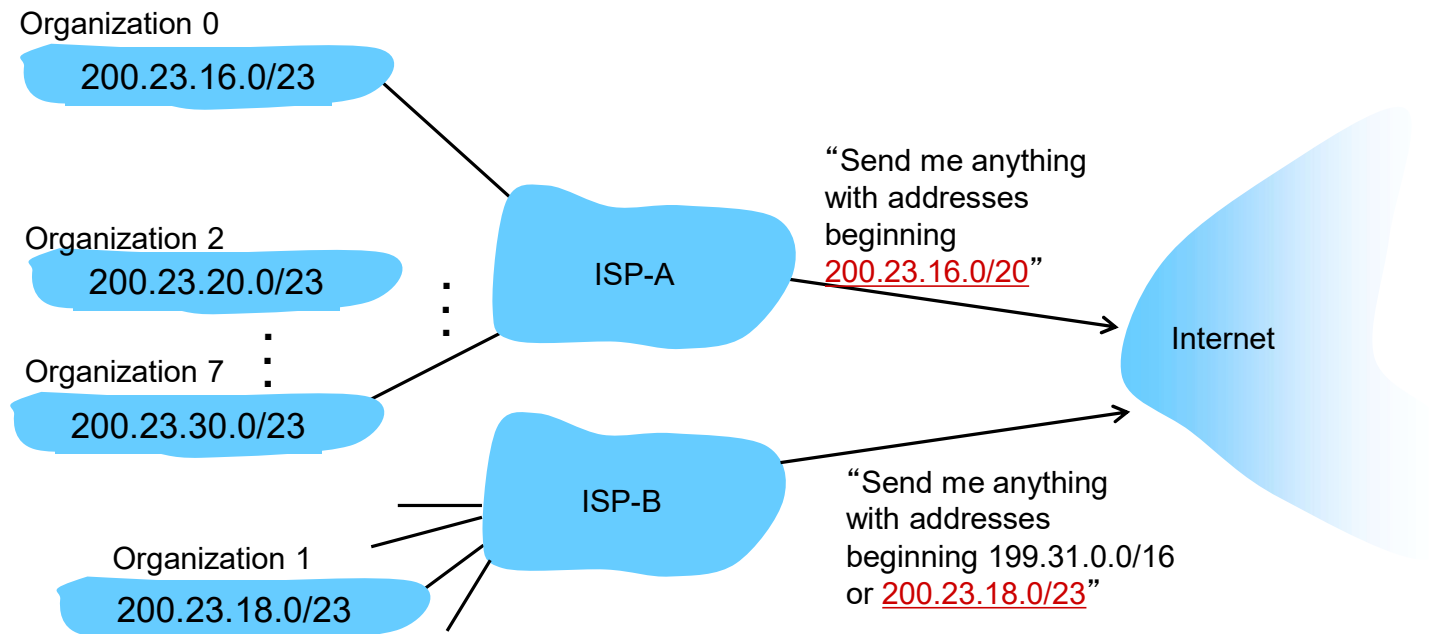 Organization 0
200.23.16.0/23
“Send me anything
with addresses
beginning
200.23.16.0/20”
Organization 2
200.23.20.0/23
ISP-A
Internet
Organization 7
200.23.30.0/23
ISP-B
“Send me anything
with addresses
beginning 199.31.0.0/16
or 200.23.18.0/23”
Organization 1
200.23.18.0/23